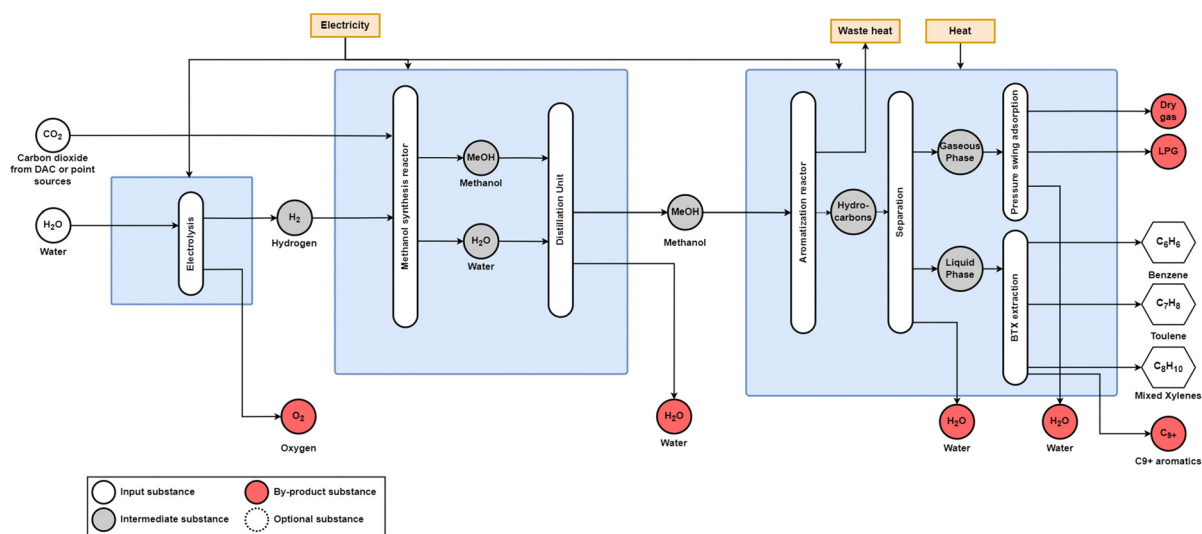 Electricity
Waste heat
Heat
CO₂
Carbon dioxide
from DAC or point
sources
H₂O
Water
Electrolysis
H₂
Hydrogen
O₂
Oxygen
Methanol synthesis reactor
MeOH
Methanol
H₂O
Water
Distillation Unit
MeOH
Methanol
H₂O
Water
Aromatization reactor
Hydro-
carbons
Separation
Gaseous
Phase
Liquid
Phase
Pressure swing adsorption
BTX extraction
Dry
gas
LPG
C₆H₆
Benzene
C₇H₈
Toulene
C₈H₁₀
Mixed Xylenes
H₂O
Water
H₂O
Water
C₉₊
C9+ aromatics
Input substance
By-product substance
Intermediate substance
Optional substance